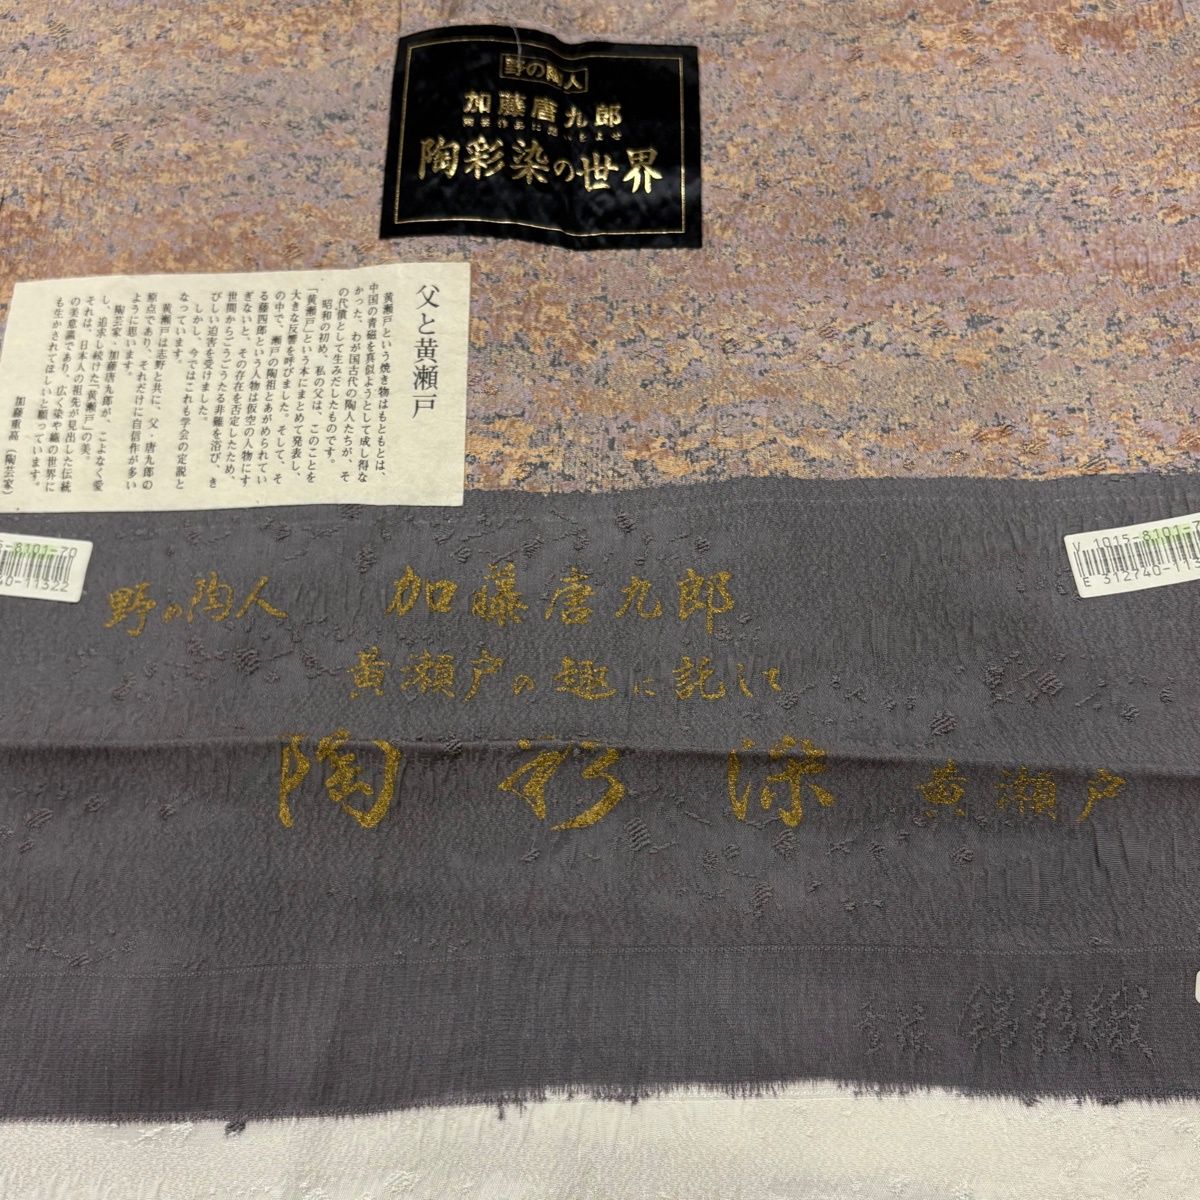 野の陶人
加藤唐九郎
陶彩染の世界
父と黄瀬戸
黄瀬戸という焼き物はもともとは、
中国の青磁を真似ようとして成し得な
かった、わが国古代の陶人たちが、そ
の代償として生みだしたものです。
昭和の初め、私の父は、このことを
「黄瀬戸」という本にまとめて発表し、
大きな反響を呼びました。そして、そ
の中で、瀬戸の陶祖とあがめられてい
る藤四郎という人物は仮空の人物にす
ぎないと、その存在を否定したため、
世間からごうごうたる非難を浴び、き
びしい迫害を受けました。
しかし、今ではこれも学会の定説と
なっています。
黄瀬戸は志野と共に、父・唐九郎の
原点であり、それだけに自信作が多い
ように思います。
陶芸家・加藤唐九郎が、こよなく愛
し、追求し続けた「黄瀬戸」の美。
それは、日本人の祖先が見出した伝統
の美意識であり、広く染や織の世界に
も生かされてほしいと願っています。
加藤重高(陶芸家)
8101-70
40-11322
V 1015-8101-7
E 312740-113
野の陶人 加藤唐九郎
黄瀬戸の趣に託して
陶彩染 黄瀬戸